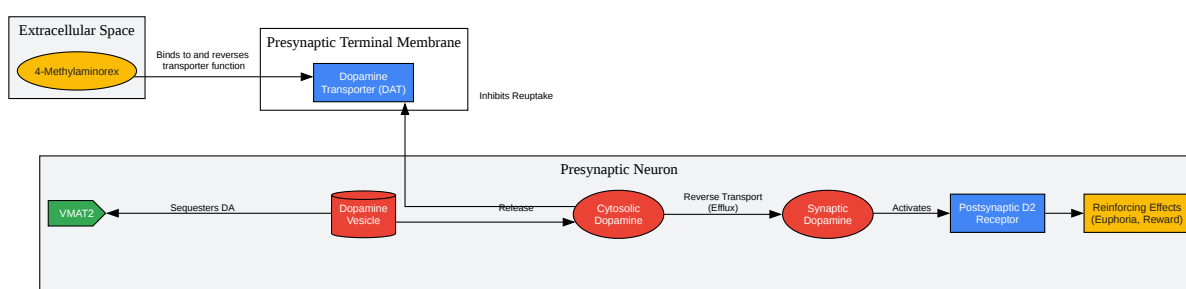 Extracellular Space
4-Methylaminorex
Binds to and reverses
transporter function
Presynaptic Terminal Membrane
Dopamine
Transporter (DAT)
Inhibits Reuptake
Presynaptic Neuron
VMAT2
Sequesters DA
Dopamine
Vesicle
Release
Cytosolic
Dopamine
Reverse Transport
(Efflux)
Synaptic
Dopamine
Activates
Postsynaptic D2
Receptor
Reinforcing Effects
(Euphoria, Reward)